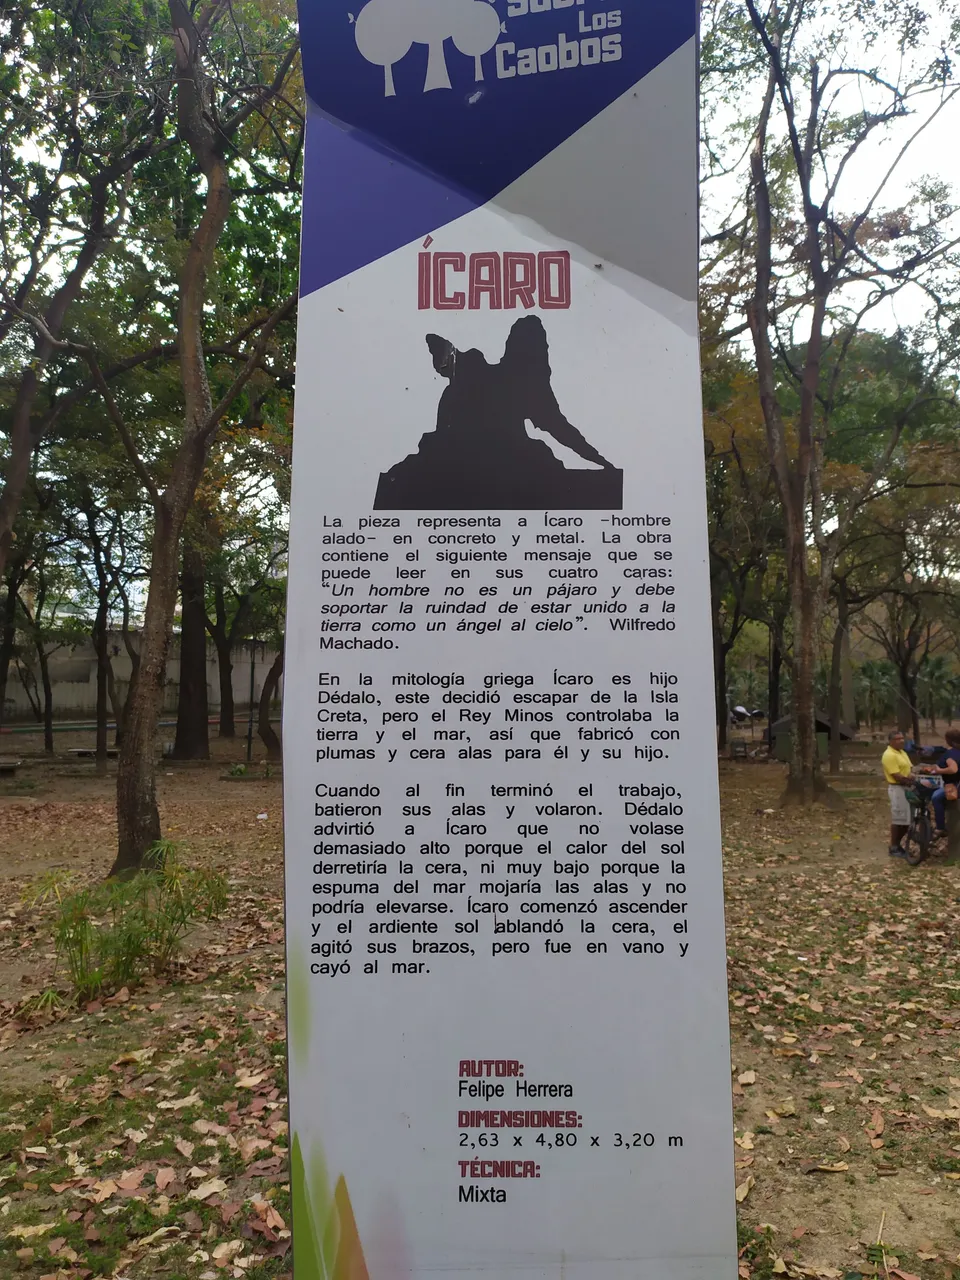 Los
Caobos
ÍCARO
La pieza representa a Ícaro -hombre
alado- en concreto y metal. La obra
contiene el siguiente mensaje que se
puede leer en sus cuatro caras:
"Un hombre no es un pájaro y debe
soportar la ruindad de estar unido a la
tierra como un ángel al cielo". Wilfredo
Machado.
En la mitología griega Ícaro es hijo
Dédalo, este decidió escapar de la Isla
Creta, pero el Rey Minos controlaba la
tierra y el mar, así que fabricó con
plumas y cera alas para él y su hijo.
Cuando al fin terminó el trabajo,
batieron sus alas y volaron. Dédalo
advirtió a Ícaro que no volase
demasiado alto porque el calor del sol
derretiría la cera, ni muy bajo porque la
espuma del mar mojaría las alas y no
podría elevarse. Ícaro comenzó ascender
y el ardiente sol ablandó la cera, el
agitó sus brazos, pero fue en vano y
cayó al mar.
AUTOR:
Felipe Herrera
DIMENSIONES:
2,63 x 4,80 x 3,20 m
TÉCNICA:
Mixta